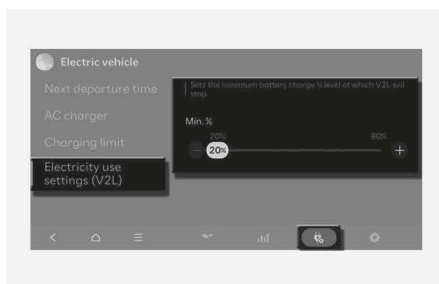 Electric vehicle
Next departure time
AC charger
Charging limit
Electricity use
settings (V2L)
Sets the minimum battery charge % level at which V2L will
stop.
Min. %
20%
80%
20%